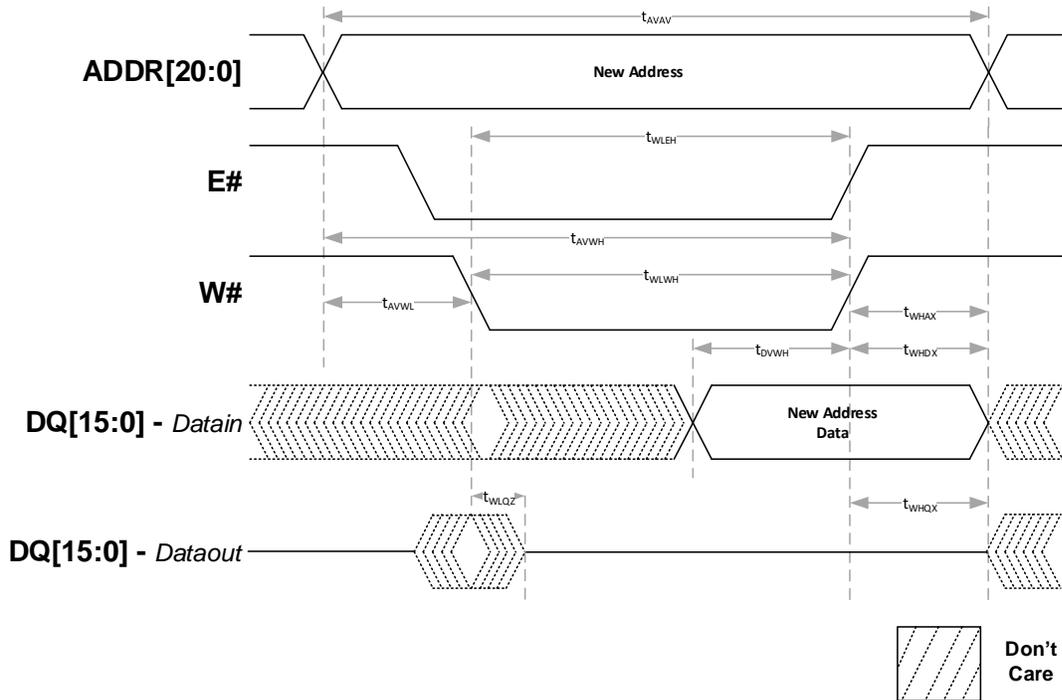 tAVAV
ADDR[20:0]
New Address
tWLEH
E#
tAVWH
W#
tWLWH
tAVWL
tWHAX
tDVWH
tWHDX
DQ[15:0] - Datain
New Address
Data
tWLQZ
tWHQX
DQ[15:0] - Dataout
Don't
Care